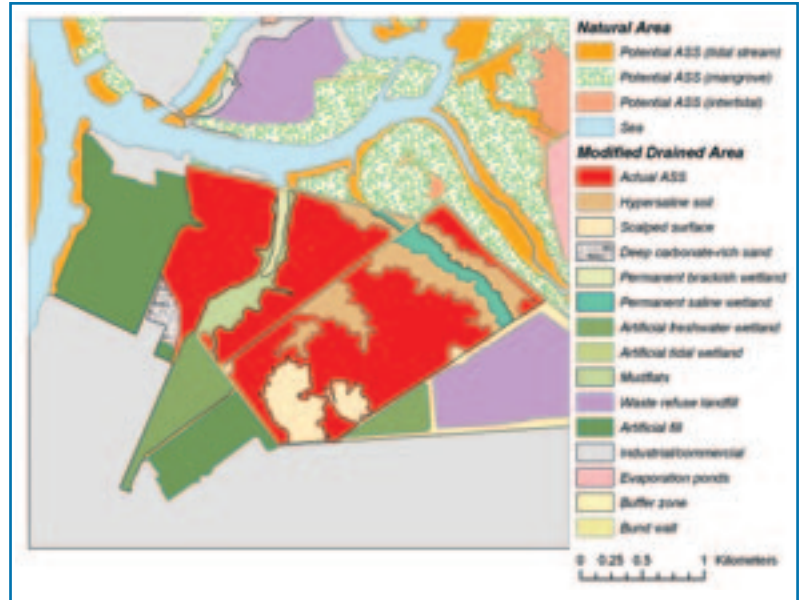 Natural Area
Potential ASS (tidal stream)
Potential ASS (mangrove)
Potential ASS (intertidal)
Sea
Modified Drained Area
Actual ASS
Hypersaline soil
Scalped surface
Deep carbonate-rich sand
Permanent brackish wetland
Permanent saline wetland
Artificial freshwater wetland
Artificial tidal wetland
Mudflats
Waste refuse landfill
Artificial fill
Industrial/commercial
Evaporation ponds
Buffer zone
Bund wall
0 0.25 0.5 1 Kilometers